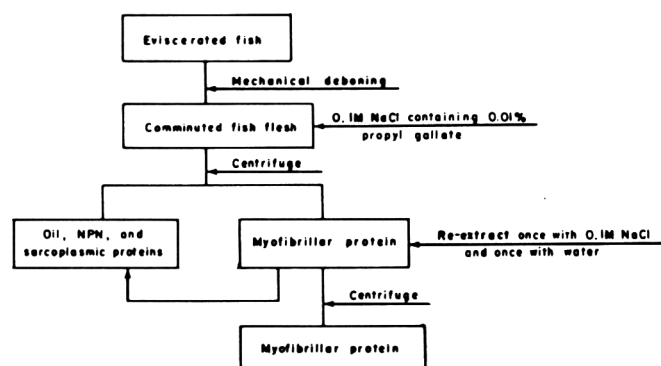 Eviscerated fish
Mechanical deboning
Comminuted fish flesh
0.1M NaCl containing 0.01%
propyl gallate
Centrifuge
Oil, NPN, and
sarcoplasmic proteins
Myofibrillar protein
Re-extract once with 0.1M NaCl
and once with water
Centrifuge
Myofibrillar protein